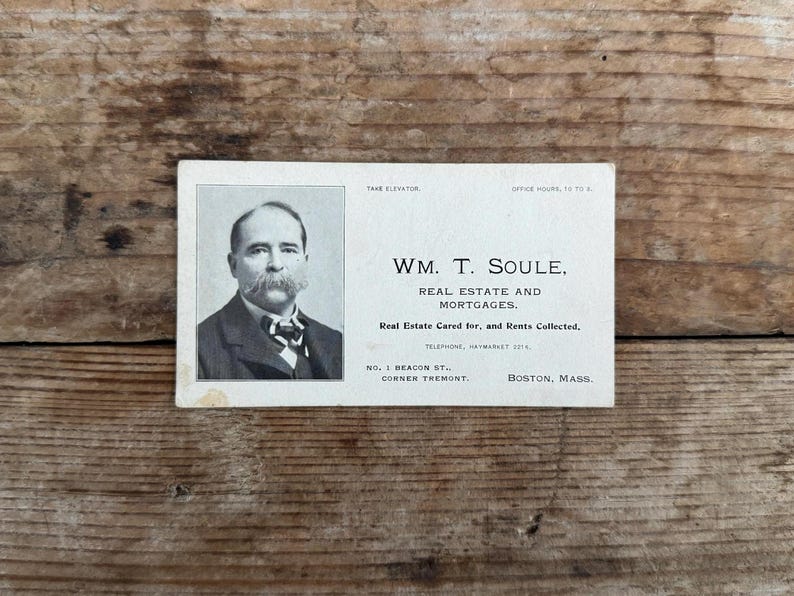 TAKE ELEVATOR. OFFICE HOURS, 10 TO 3.
WM. T. SOULE,
REAL ESTATE AND
MORTGAGES.
Real Estate Cared for, and Rents Collected.
TELEPHONE, HAYMARKET 2216.
NO. 1 BEACON ST.,
CORNER TREMONT. BOSTON, MASS.